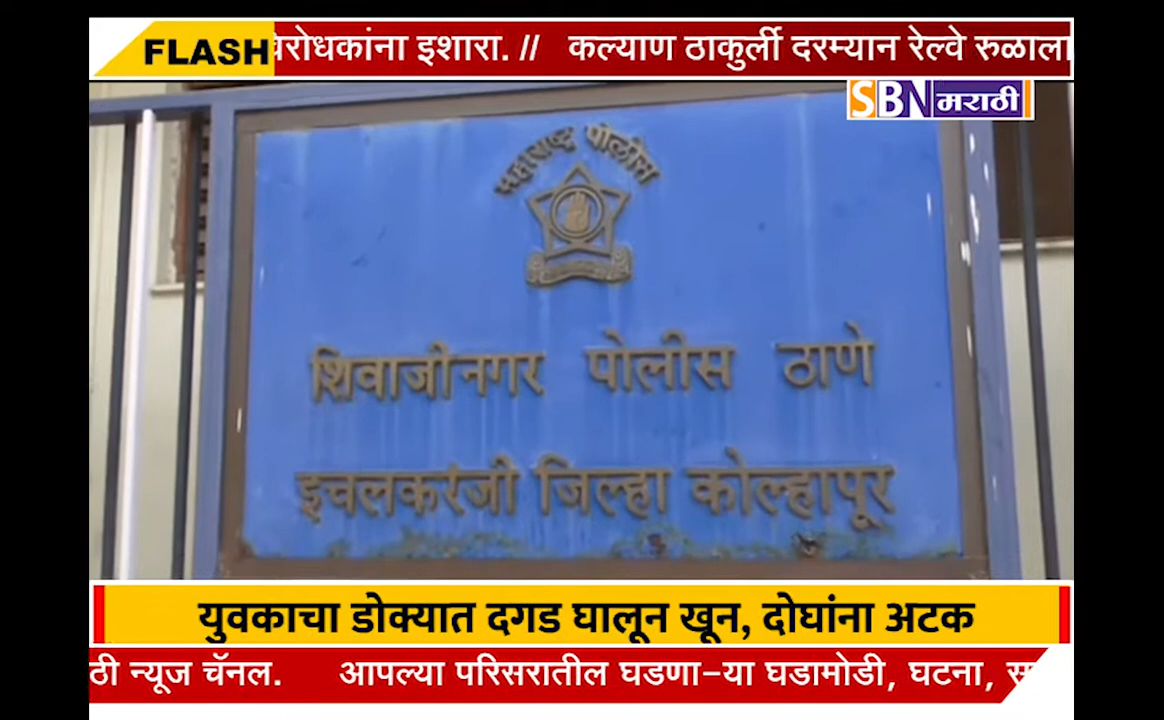 FLASH
विरोधकांना इशारा. // कल्याण ठाकुर्ली दरम्यान रेल्वे रूळाला
SBN मराठी
महाराष्ट्र पोलीस
शिवाजीनगर पोलीस ठाणे
इचलकरंजी जिल्हा कोल्हापूर
युवकाचा डोक्यात दगड घालून खून, दोघांना अटक
ठी न्यूज चॅनल. आपल्या परिसरातील घडणा-या घडामोडी, घटना,